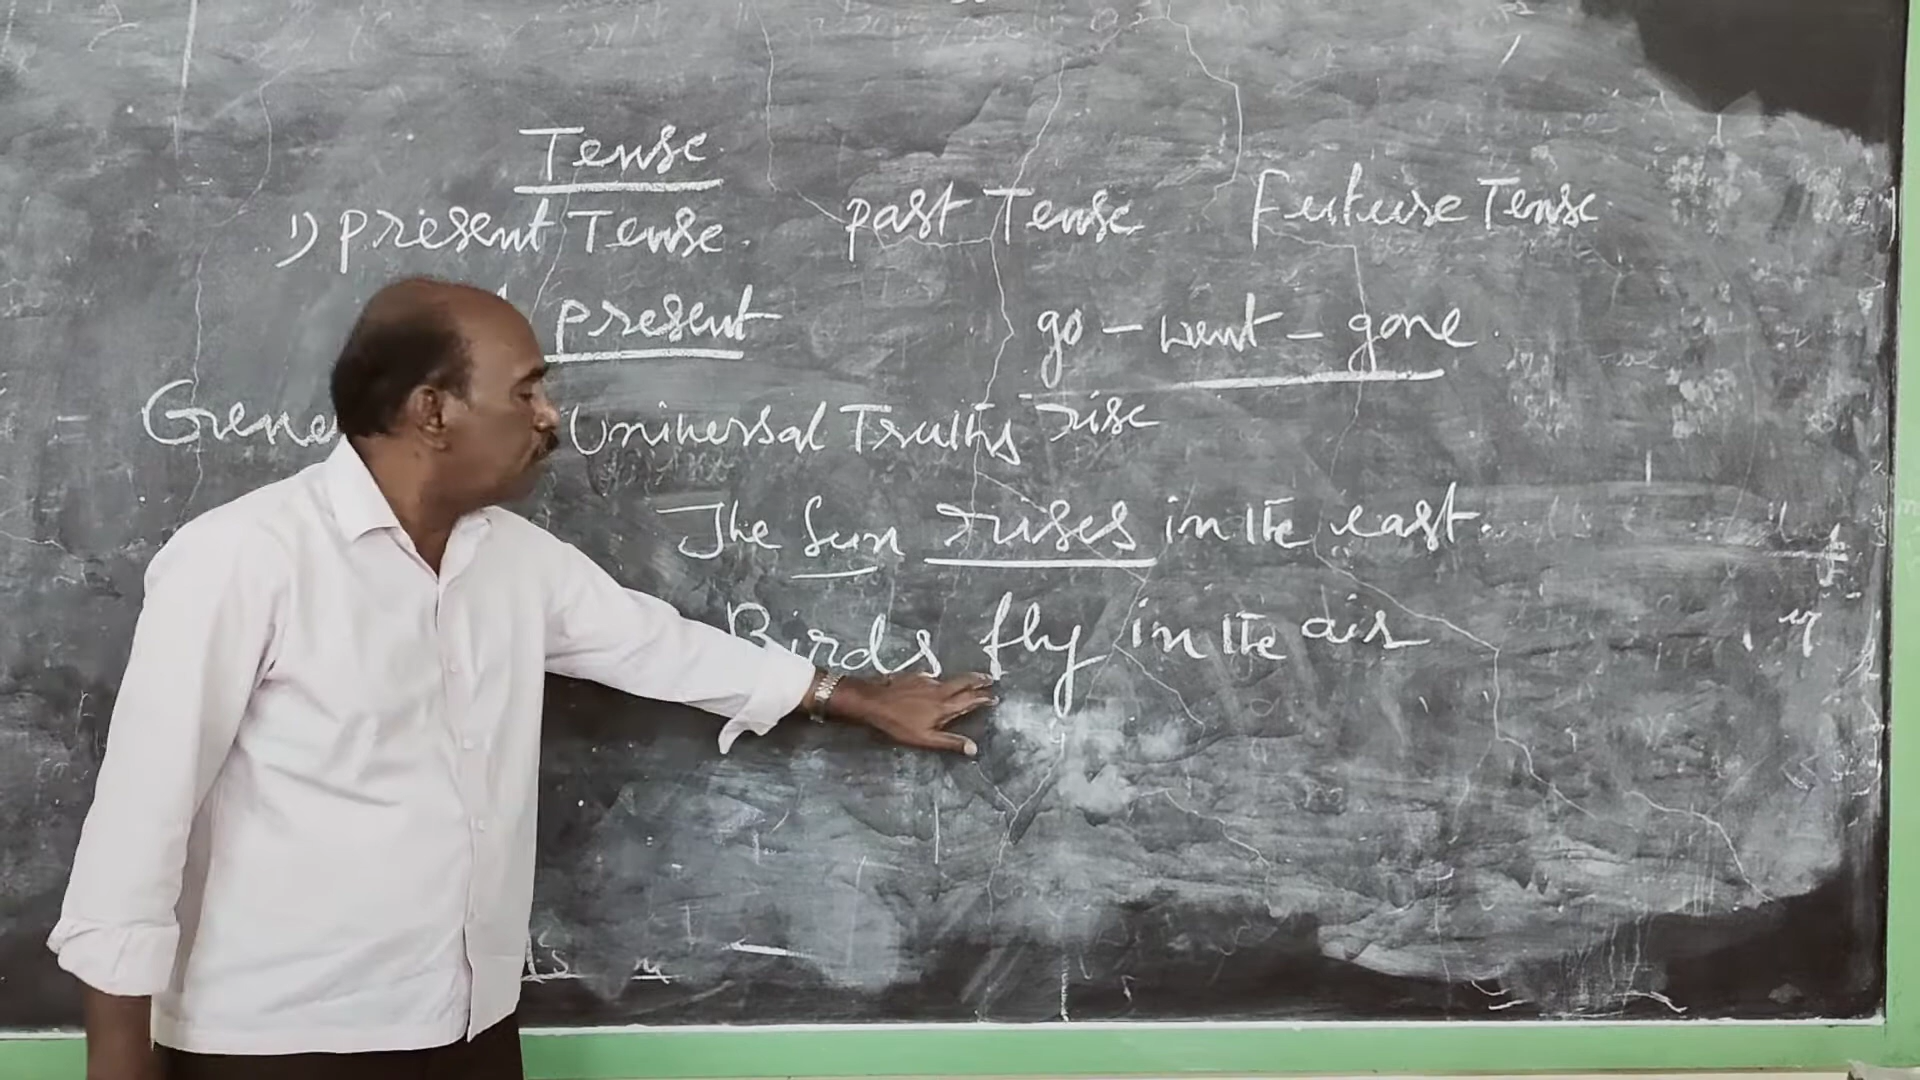 Tense
1) present Tense past Tense Future Tense
present go – went – gone
= Gene Universal Truths rise
The Sun rises in the east.
Birds fly in the air